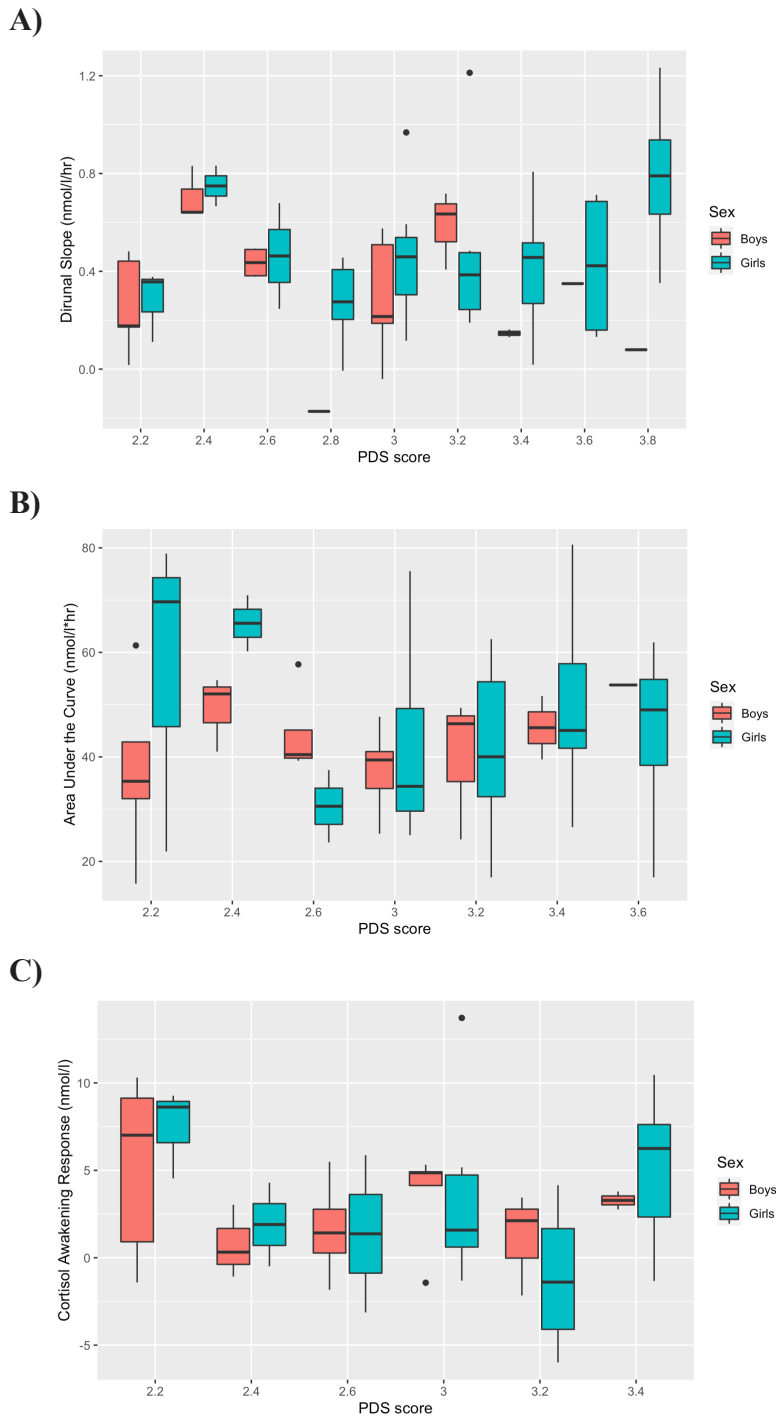 A)
1.2
0.8
0.4
0.0
Dirunal Slope (nmol/l/hr)
2.2 2.4 2.6 2.8 3 3.2 3.4 3.6 3.8
PDS score
Sex
Boys
Girls
B)
80
60
40
20
Area Under the Curve (nmol/l*hr)
2.2 2.4 2.6 3 3.2 3.4 3.6
PDS score
Sex
Boys
Girls
C)
10
5
0
-5
Cortisol Awakening Response (nmol/l)
2.2 2.4 2.6 3 3.2 3.4
PDS score
Sex
Boys
Girls